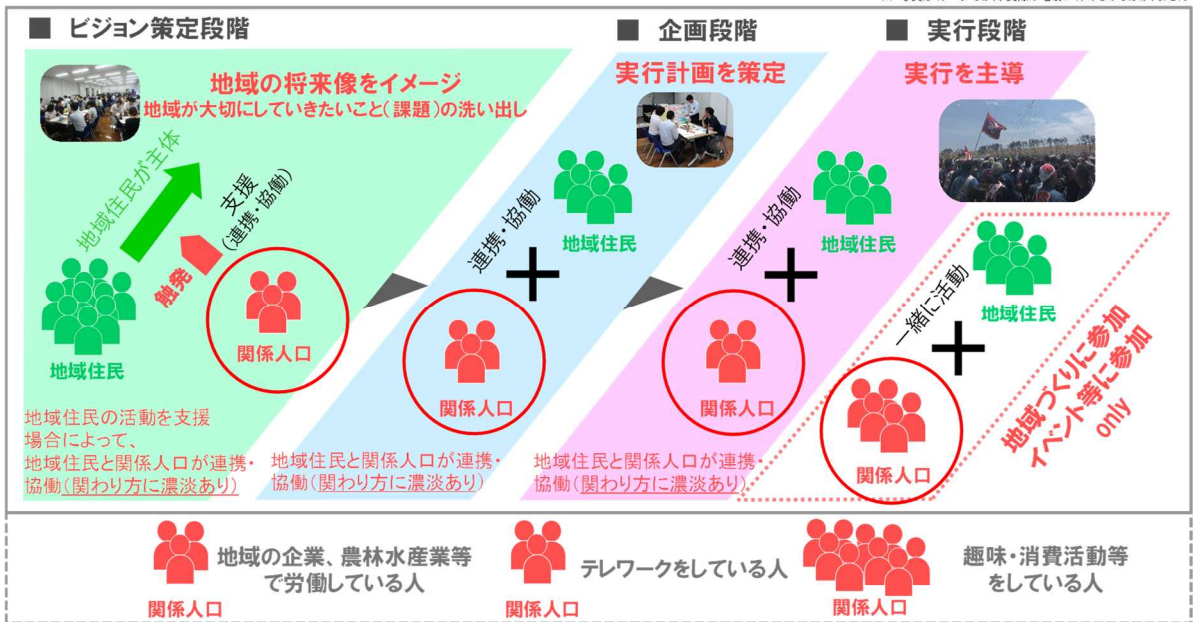 ■ ビジョン策定段階
地域の将来像をイメージ
地域が大切にしていきたいこと(課題)の洗い出し
地域住民が主体
支援
(連携・協働)
触発
地域住民
関係人口
地域住民の活動を支援
場合によって、
地域住民と関係人口が連携・
協働(関わり方に濃淡あり)
■ 企画段階
実行計画を策定
連携・協働
地域住民
関係人口
地域住民と関係人口が連携・
協働(関わり方に濃淡あり)
■ 実行段階
実行を主導
連携・協働
地域住民
関係人口
地域住民と関係人口が連携・
協働(関わり方に濃淡あり)
一緒に活動
地域住民
関係人口
地域づくりに参加
イベント等に参加
only
関係人口
地域の企業、農林水産業等
で労働している人
関係人口
テレワークをしている人
関係人口
趣味・消費活動等
をしている人